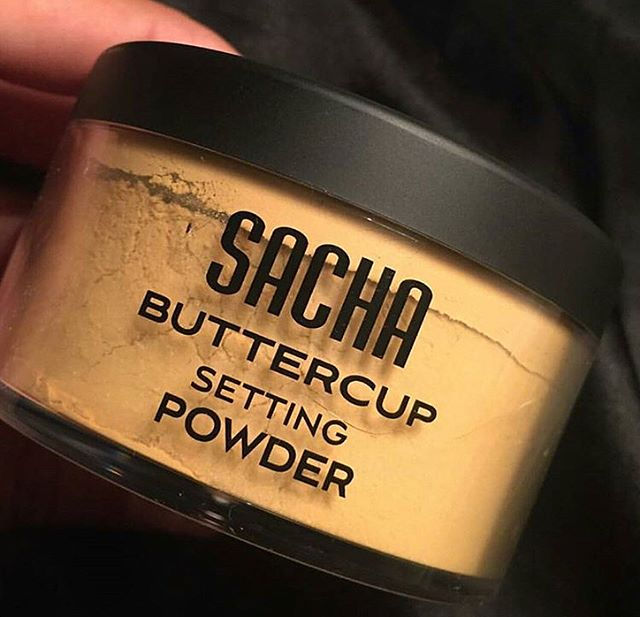 SACHA
BUTTERCUP
SETTING
POWDER